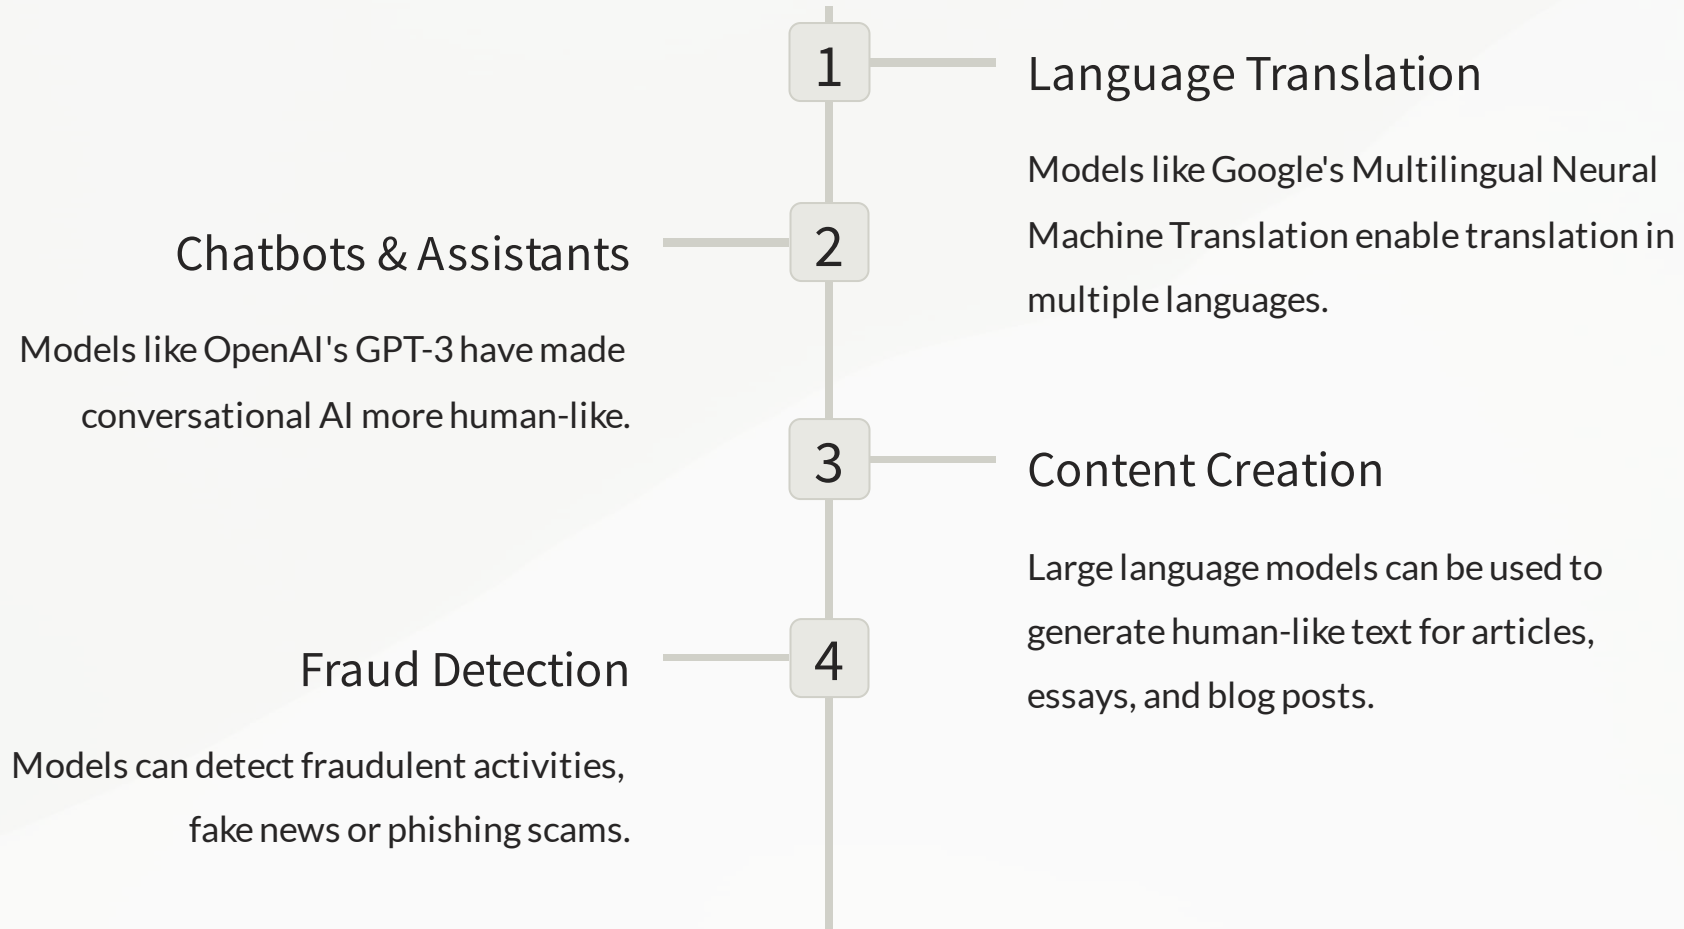 1
Language Translation
Models like Google's Multilingual Neural
Machine Translation enable translation in
multiple languages.
2
Chatbots & Assistants
Models like OpenAI's GPT-3 have made
conversational AI more human-like.
3
Content Creation
Large language models can be used to
generate human-like text for articles,
essays, and blog posts.
4
Fraud Detection
Models can detect fraudulent activities,
fake news or phishing scams.